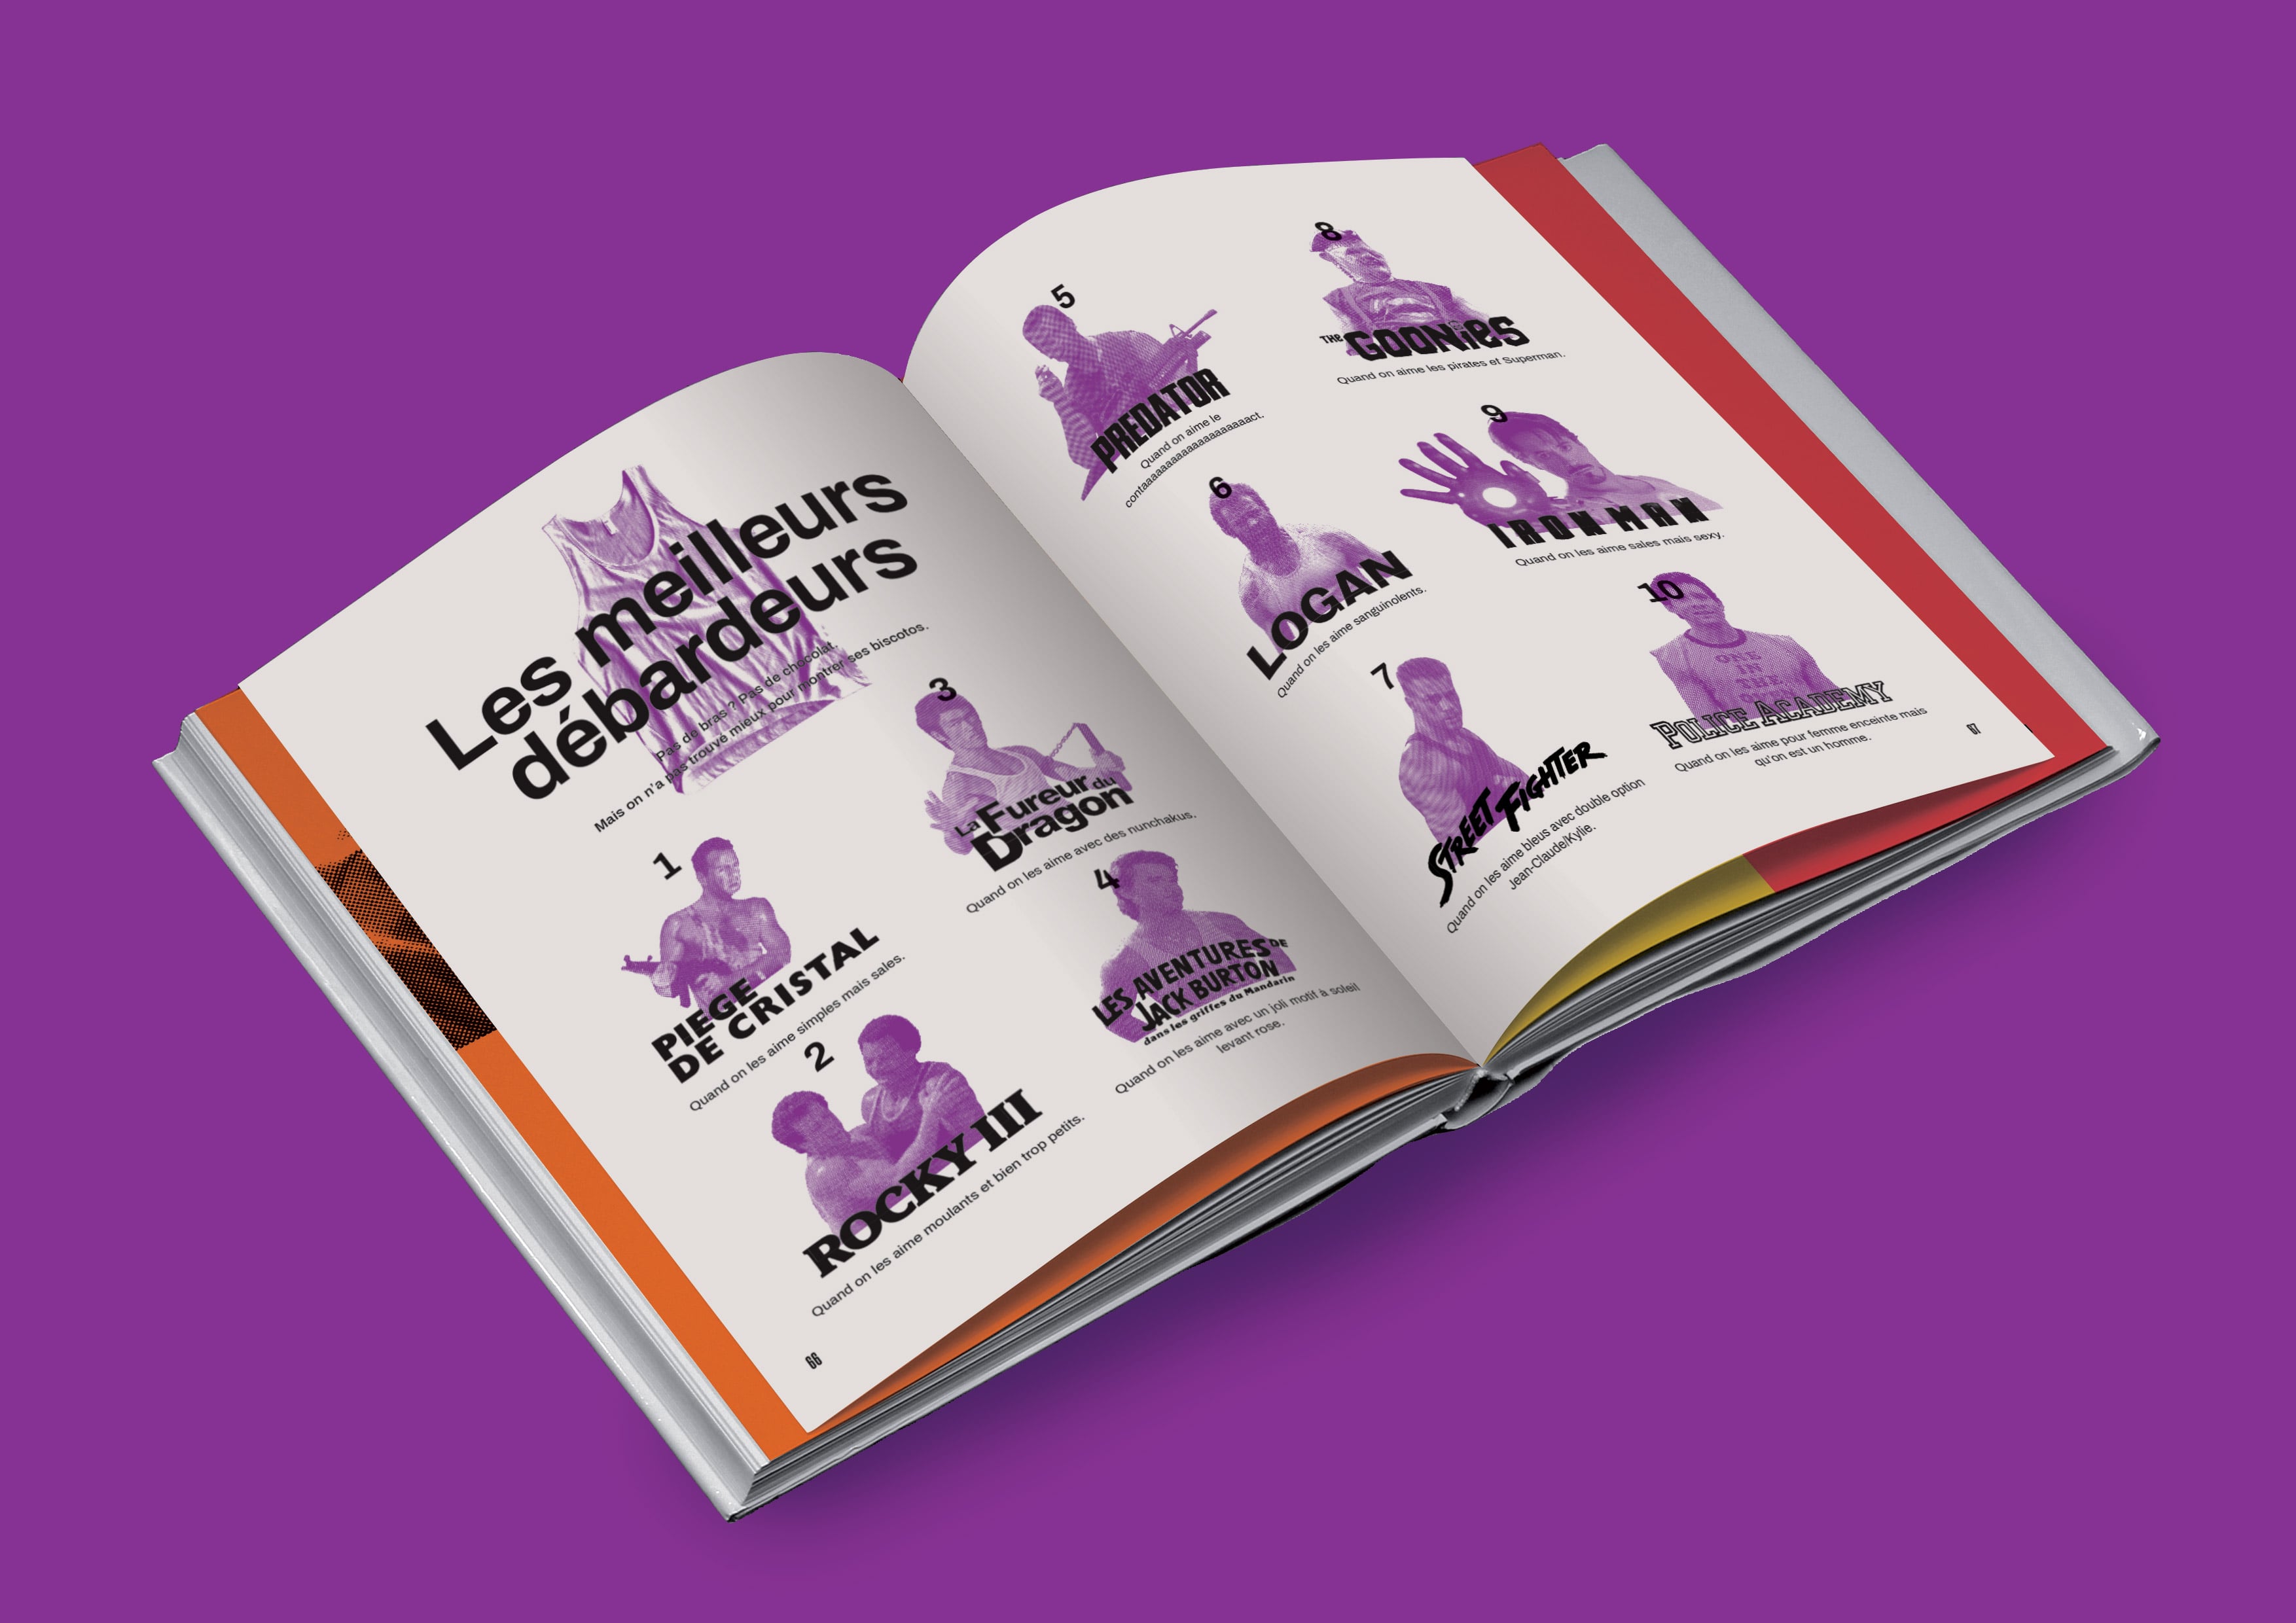 Les meilleurs
débardeurs
Pas de bras ? Pas de chocolat.
Mais on n'a pas trouvé mieux pour montrer ses biscotos.
1
PIEGE
DE CRISTAL
Quand on les aime simples mais sales.
2
ROCKY III
Quand on les aime moulants et bien trop petits.
3
La Fureur du
Dragon
Quand on les aime avec des nunchakus.
4
LES AVENTURES DE
JACK BURTON
dans les griffes du Mandarin
Quand on les aime avec un joli motif à soleil
levant rose.
66
5
PREDATOR
Quand on aime le
contaaaaaaaaaaaaaaaaaaact.
6
LOGAN
Quand on les aime sanguinolents.
7
STREET FIGHTER
Quand on les aime bleus avec double option
Jean-Claude/Kylie.
8
THE GOONIES
Quand on aime les pirates et Superman.
9
IRON MAN
Quand on les aime sales mais sexy.
10
ONE
IN
THE
POLICE ACADEMY
Quand on les aime pour femme enceinte mais
qu'on est un homme.
67